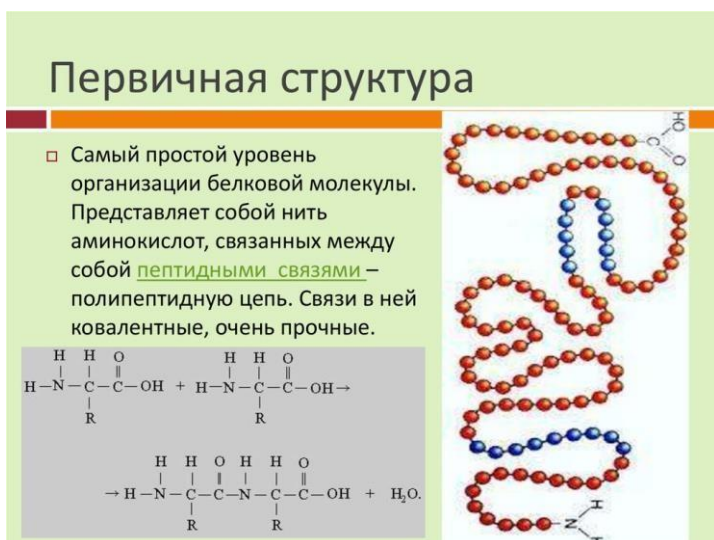 Первичная структура
Самый простой уровень
организации белковой молекулы.
Представляет собой нить
аминокислот, связанных между
собой пептидными связями –
полипептидную цепь. Связи в ней
ковалентные, очень прочные.
H H O H H O
H–N–C–C–OH + H–N–C–C–OH→
R R
H H O H H O
→H–N–C–C–N–C–C–OH + H₂O.
R R
HO
C
O
H
N
H